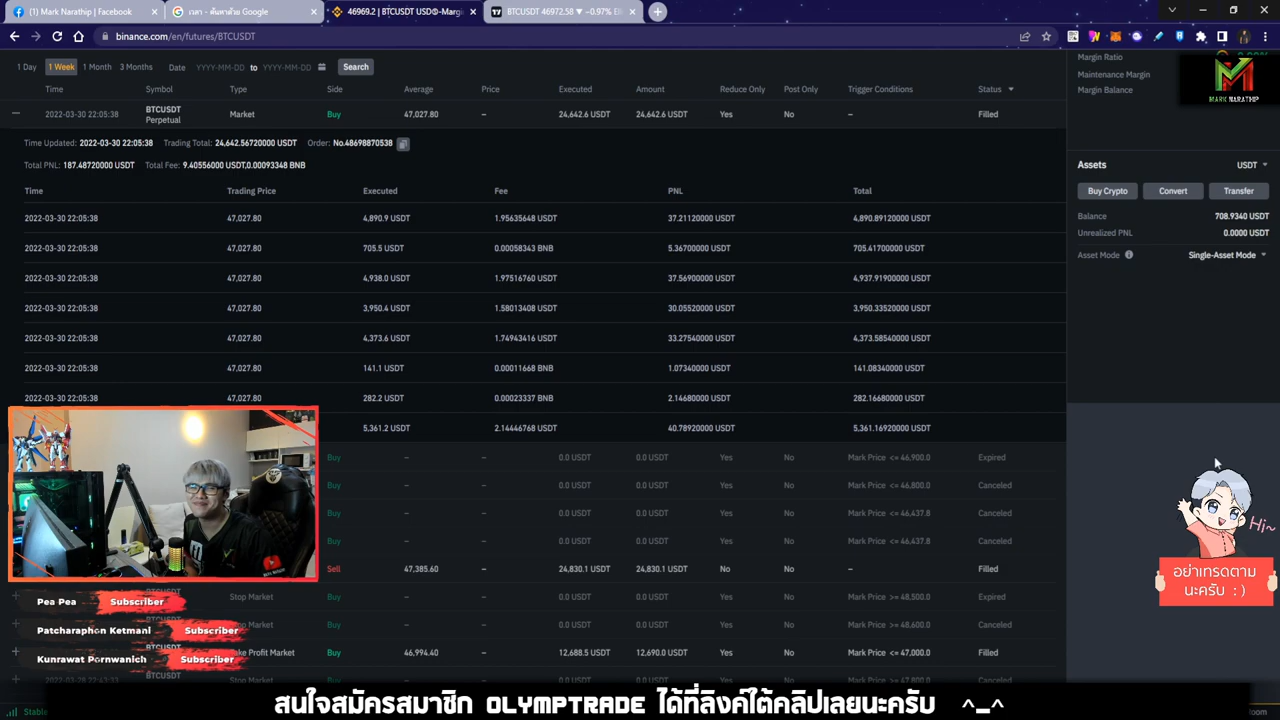 (1) Mark Narathip | Facebook
เวลา - ค้นหาด้วย Google
46969.2 | BTCUSDT USDⓈ-Margi
BTCUSDT 46972.58 ▼ −0.97% E
binance.com/en/futures/BTCUSDT
1 Day 1 Week 1 Month 3 Months Date YYYY-MM-DD to YYYY-MM-DD Search
Time Symbol Type Side Average Price Executed Amount Reduce Only Post Only Trigger Conditions Status
2022-03-30 22:05:38 BTCUSDT Perpetual Market Buy 47,027.80 – 24,642.6 USDT 24,642.6 USDT Yes No – Filled
Time Updated: 2022-03-30 22:05:38 Trading Total: 24,642.56720000 USDT Order: No.48698870538
Total PNL: 187.48720000 USDT Total Fee: 9.40556000 USDT,0.00093348 BNB
Time Trading Price Executed Fee PNL Total
2022-03-30 22:05:38 47,027.80 4,890.9 USDT 1.95635648 USDT 37.21120000 USDT 4,890.89120000 USDT
2022-03-30 22:05:38 47,027.80 705.5 USDT 0.00058343 BNB 5.36700000 USDT 705.41700000 USDT
2022-03-30 22:05:38 47,027.80 4,938.0 USDT 1.97516760 USDT 37.56900000 USDT 4,937.91900000 USDT
2022-03-30 22:05:38 47,027.80 3,950.4 USDT 1.58013408 USDT 30.05520000 USDT 3,950.33520000 USDT
2022-03-30 22:05:38 47,027.80 4,373.6 USDT 1.74943416 USDT 33.27540000 USDT 4,373.58540000 USDT
2022-03-30 22:05:38 47,027.80 141.1 USDT 0.00011668 BNB 1.07340000 USDT 141.08340000 USDT
2022-03-30 22:05:38 47,027.80 282.2 USDT 0.00023337 BNB 2.14680000 USDT 282.16680000 USDT
5,361.2 USDT 2.14446768 USDT 40.78920000 USDT 5,361.16920000 USDT
Buy – – 0.0 USDT 0.0 USDT Yes No Mark Price <= 46,900.0 Expired
Buy – – 0.0 USDT 0.0 USDT Yes No Mark Price <= 46,800.0 Canceled
Buy – – 0.0 USDT 0.0 USDT Yes No Mark Price <= 46,437.8 Canceled
Buy – – 0.0 USDT 0.0 USDT Yes No Mark Price <= 46,437.8 Canceled
Sell 47,385.60 – 24,830.1 USDT 24,830.1 USDT No No – Filled
Stop Market Buy – – 0.0 USDT 0.0 USDT Yes No Mark Price >= 48,500.0 Expired
Stop Market Buy – – 0.0 USDT 0.0 USDT Yes No Mark Price >= 48,600.0 Canceled
ke Profit Market Buy 46,994.40 – 12,688.5 USDT 12,690.0 USDT Yes No Mark Price <= 47,000.0 Filled
Margin Ratio
Maintenance Margin
Margin Balance
MARK NARATHIP
Assets USDT
Buy Crypto Convert Transfer
Balance 708.9340 USDT
Unrealized PNL 0.0000 USDT
Asset Mode Single-Asset Mode
Hi~
อย่าเทรดตาม
นะครับ : )
Pea Pea Subscriber
Patcharaphon Ketmani Subscriber
Kunrawat Pornwanich Subscriber
Stable
สนใจสมัครสมาชิก OLYMPTRADE ได้ที่ลิงค์ใต้คลิปเลยนะครับ ^_^